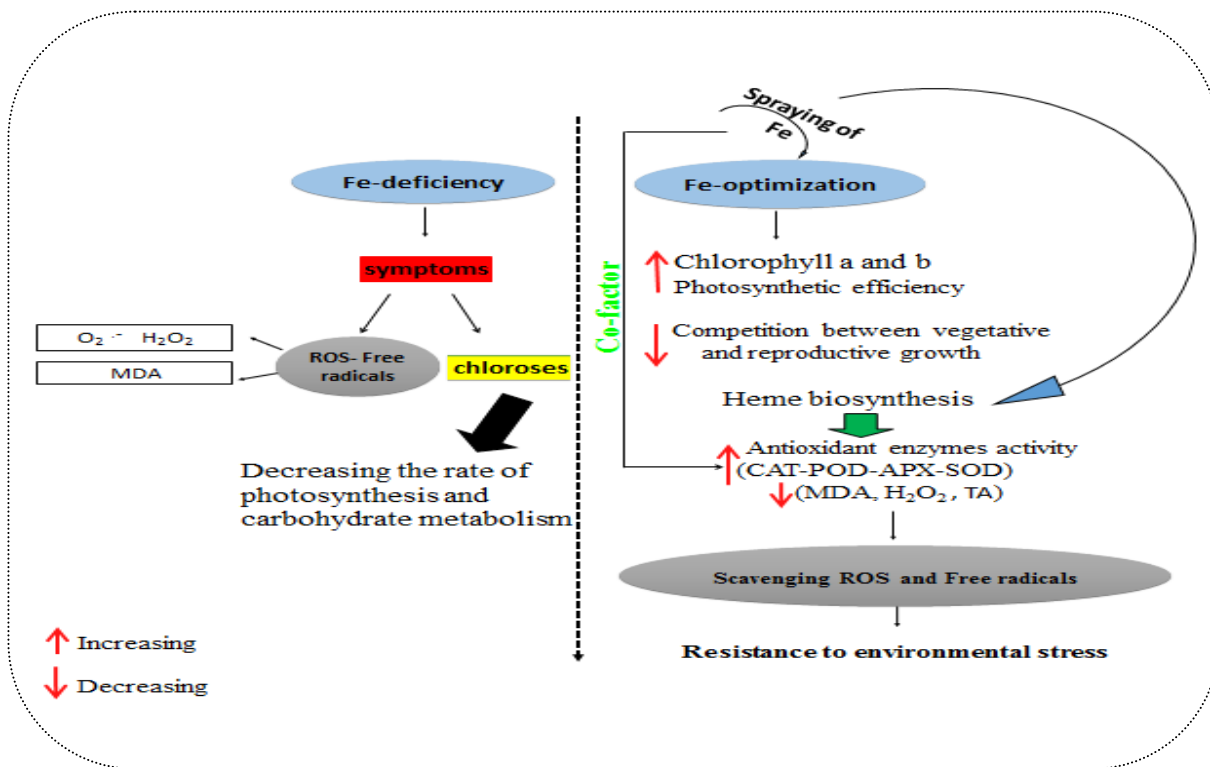 Fe-deficiency
symptoms
O₂ ·⁻ H₂O₂
MDA
ROS- Free
radicals
chloroses
Decreasing the rate of
photosynthesis and
carbohydrate metabolism
Increasing
Decreasing
Spraying of
Fe
Fe-optimization
Co-factor
Chlorophyll a and b
Photosynthetic efficiency
Competition between vegetative
and reproductive growth
Heme biosynthesis
Antioxidant enzymes activity
(CAT-POD-APX-SOD)
(MDA, H₂O₂ , TA)
Scavenging ROS and Free radicals
Resistance to environmental stress